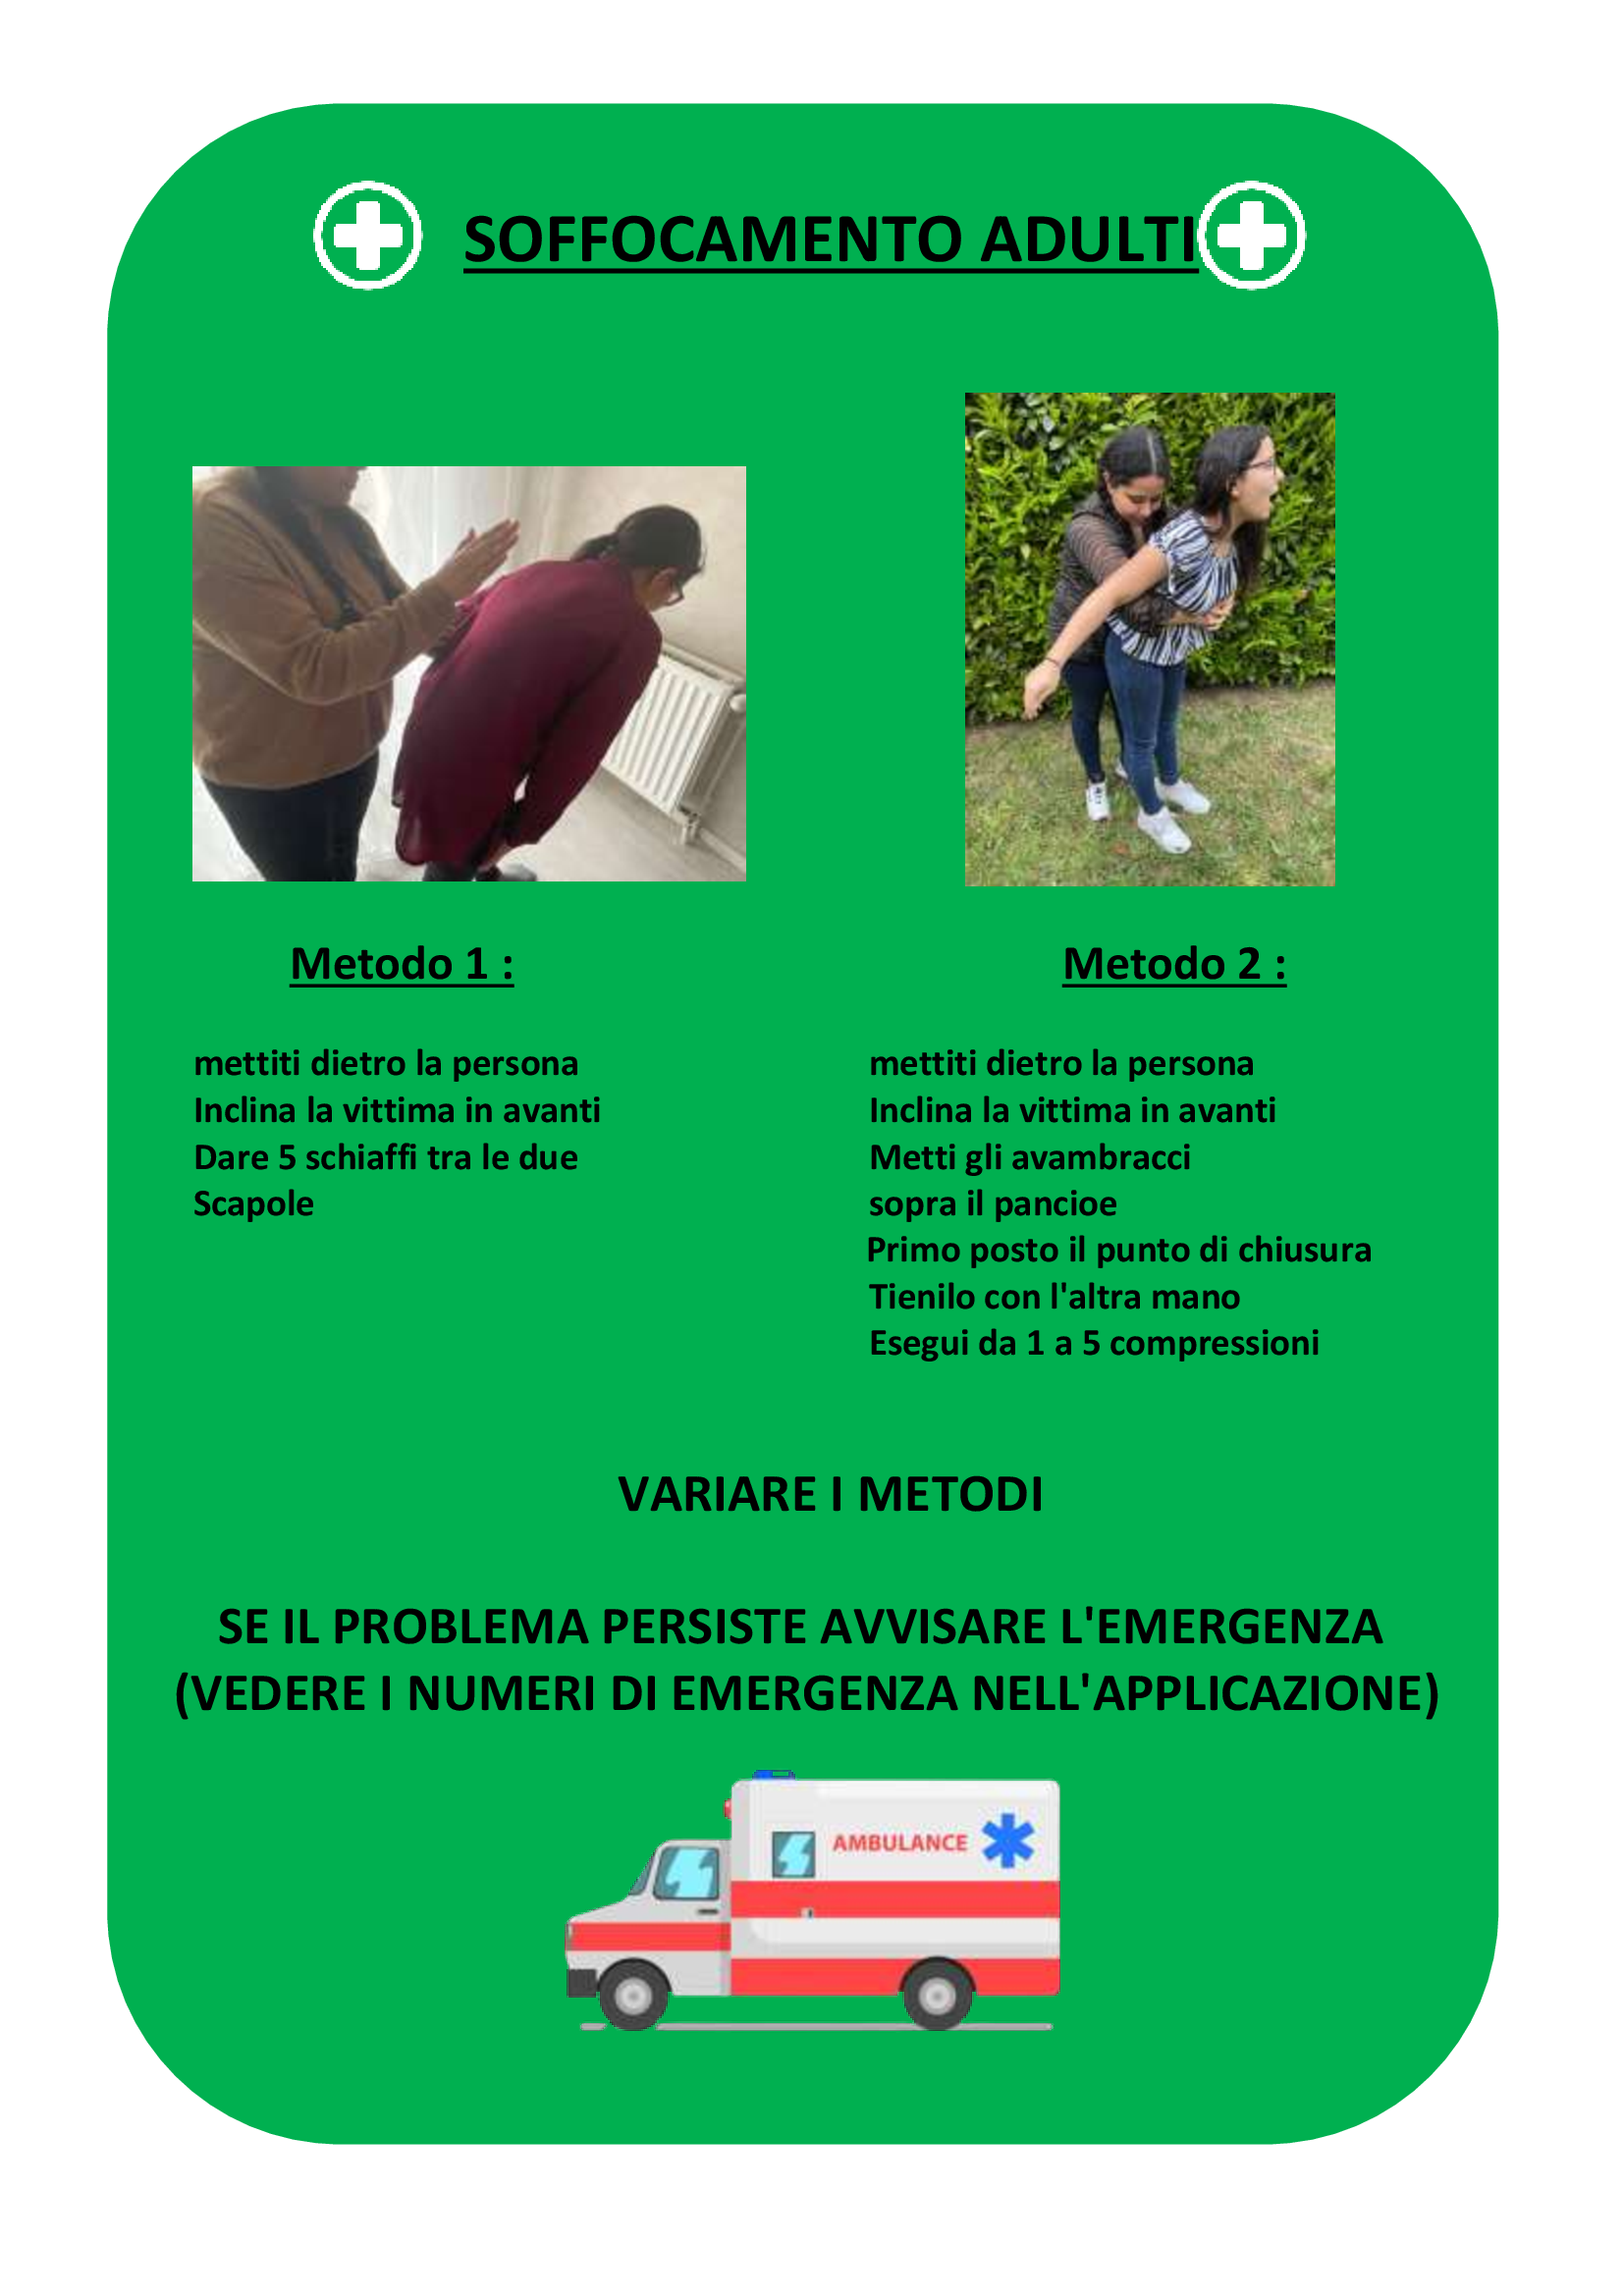 SOFFOCAMENTO ADULTI
Metodo 1 :
mettiti dietro la persona
Inclina la vittima in avanti
Dare 5 schiaffi tra le due
Scapole
Metodo 2 :
mettiti dietro la persona
Inclina la vittima in avanti
Metti gli avambracci
sopra il pancioe
Primo posto il punto di chiusura
Tienilo con l'altra mano
Esegui da 1 a 5 compressioni
VARIARE I METODI
SE IL PROBLEMA PERSISTE AVVISARE L'EMERGENZA
(VEDERE I NUMERI DI EMERGENZA NELL'APPLICAZIONE)
AMBULANCE